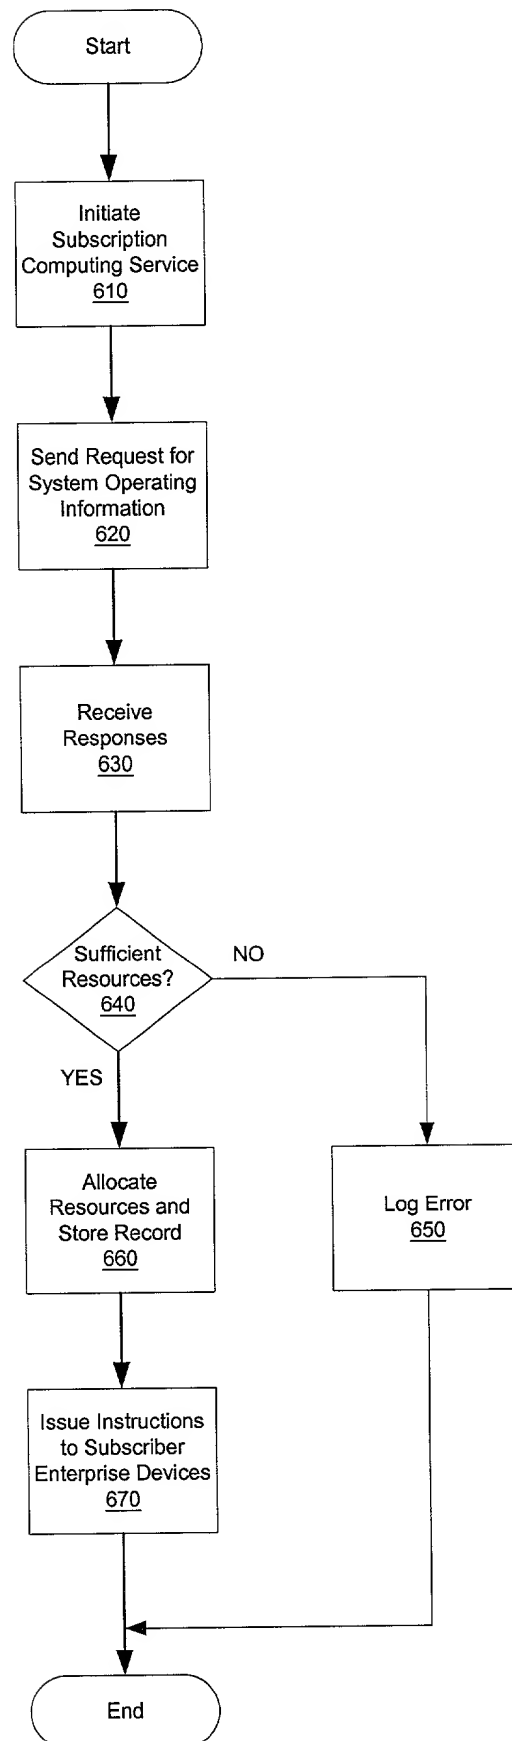 Start
Initiate
Subscription
Computing Service
610
Send Request for
System Operating
Information
620
Receive
Responses
630
Sufficient
Resources?
640
NO
YES
Allocate
Resources and
Store Record
660
Log Error
650
Issue Instructions
to Subscriber
Enterprise Devices
670
End